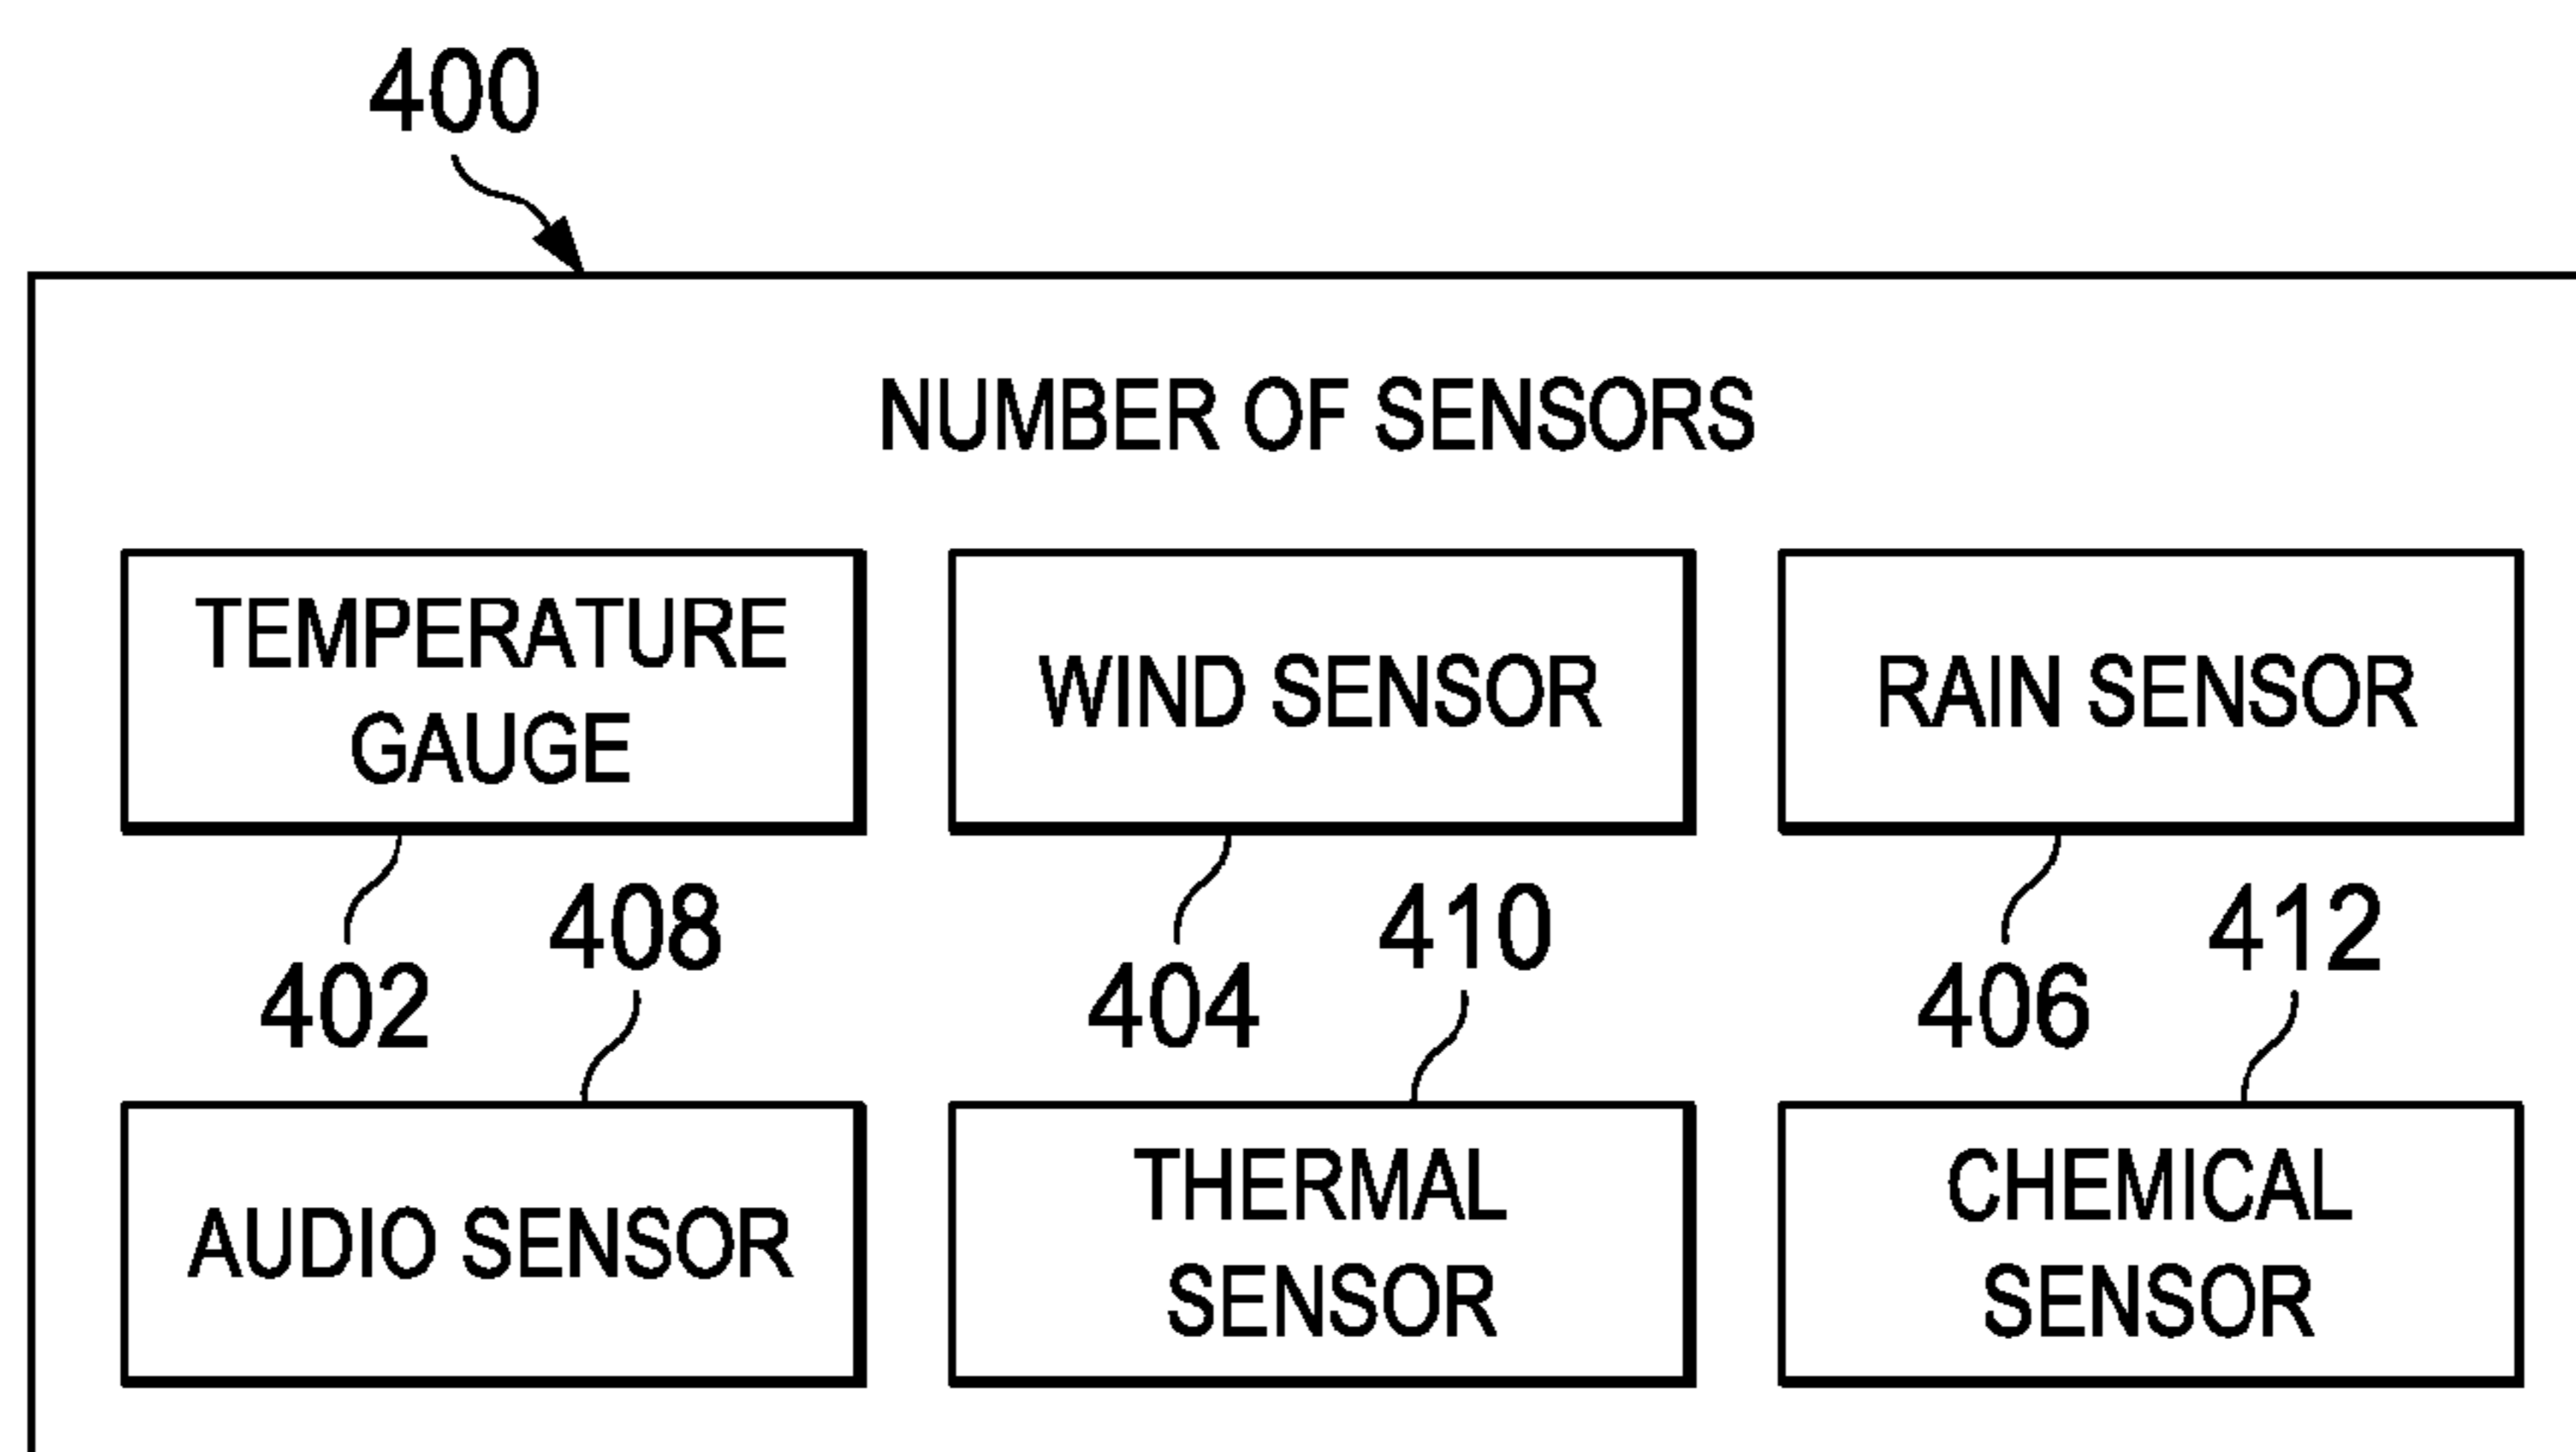 400
NUMBER OF SENSORS
TEMPERATURE
GAUGE
WIND SENSOR
RAIN SENSOR
402
408
404
410
406
412
AUDIO SENSOR
THERMAL
SENSOR
CHEMICAL
SENSOR